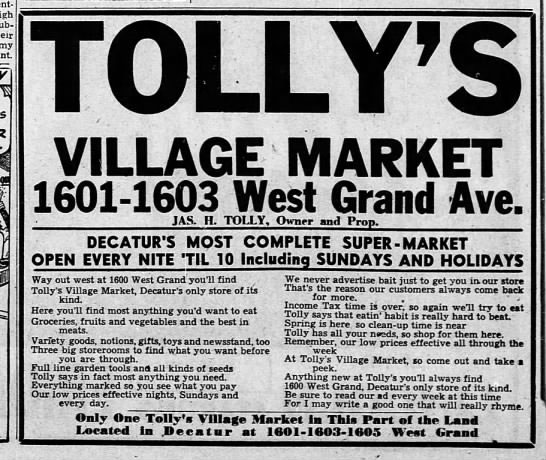 ent-
igh
ub-
eir
my
nt.
TOLLY'S
VILLAGE MARKET
1601-1603 West Grand Ave.
JAS. H. TOLLY, Owner and Prop.
DECATUR'S MOST COMPLETE SUPER-MARKET
OPEN EVERY NITE 'TIL 10 Including SUNDAYS AND HOLIDAYS
Way out west at 1600 West Grand you'll find
Tolly's Village Market, Decatur's only store of its
kind.
Here you'll find most anything you'd want to eat
Groceries, fruits and vegetables and the best in
meats.
Variety goods, notions, gifts, toys and newsstand, too
Three big storerooms to find what you want before
you are through.
Full line garden tools and all kinds of seeds
Tolly says in fact most anything you need.
Everything marked so you see what you pay
Our low prices effective nights, Sundays and
every day.
We never advertise bait just to get you in our store
That's the reason our customers always come back
for more.
Income Tax time is over, so again we'll try to eat
Tolly says that eatin' habit is really hard to beat.
Spring is here so clean-up time is near
Tolly has all your needs, so shop for them here.
Remember, our low prices effective all through the
week
At Tolly's Village Market, so come out and take a
peek.
Anything new at Tolly's you'll always find
1600 West Grand, Decatur's only store of its kind.
Be sure to read our ad every week at this time
For I may write a good one that will really rhyme.
Only One Tolly's Village Market in This Part of the Land
Located in Decatur at 1601-1603-1605 West Grand